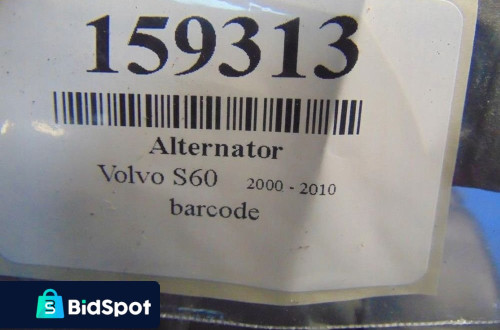 159313
Alternator
Volvo S60 2000 - 2010
barcode
S
BidSpot